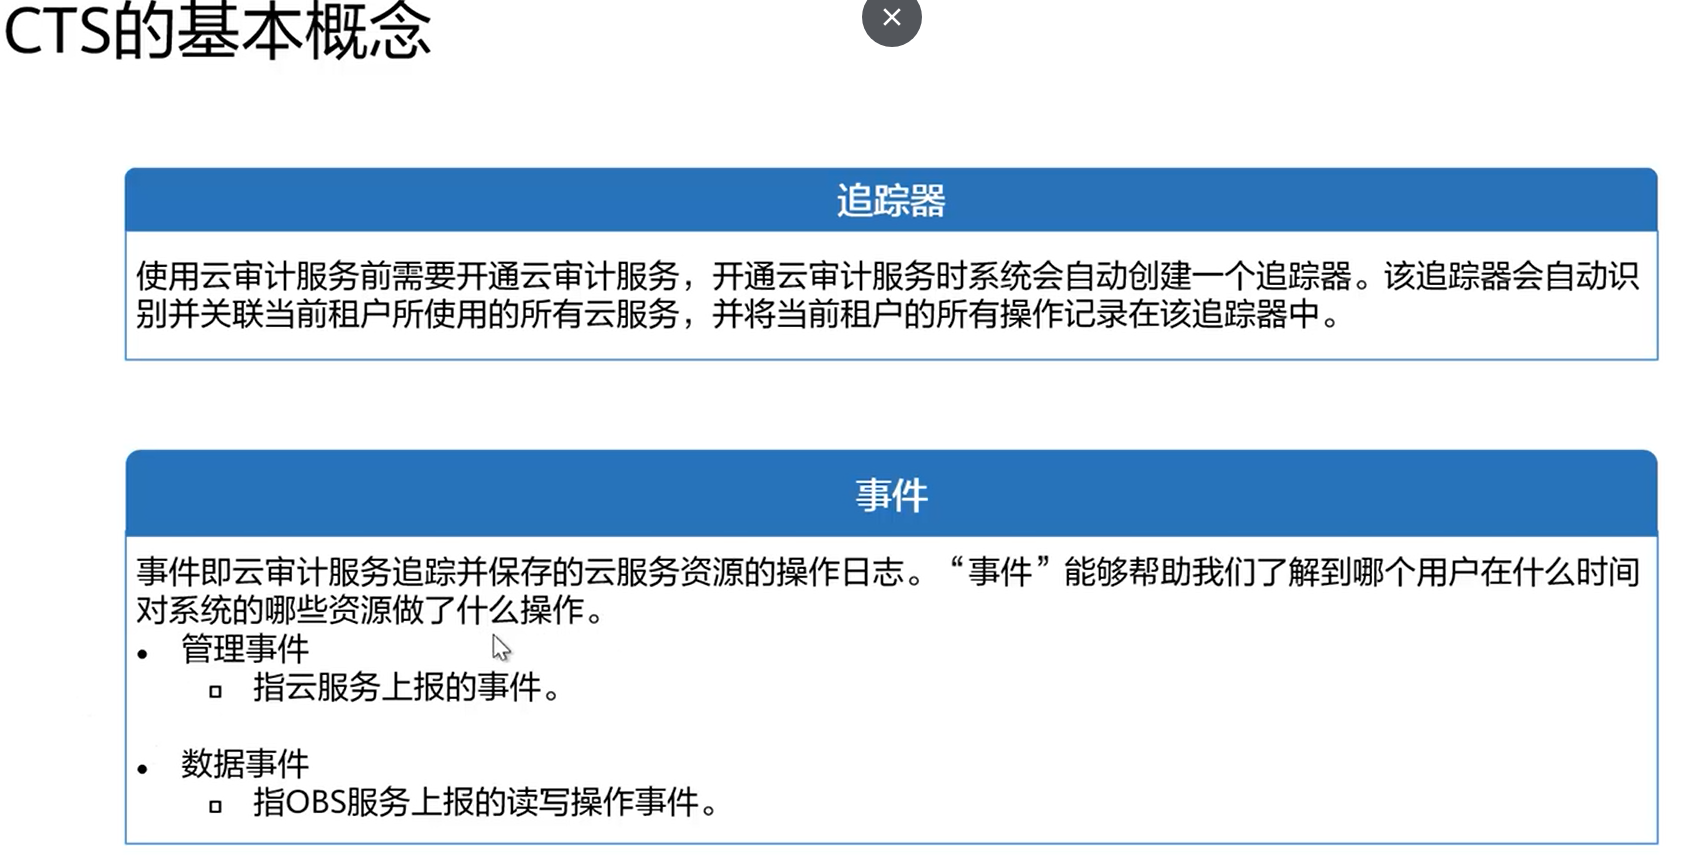 CTS的基本概念
追踪器
使用云审计服务前需要开通云审计服务，开通云审计服务时系统会自动创建一个追踪器。该追踪器会自动识
别并关联当前租户所使用的所有云服务，并将当前租户的所有操作记录在该追踪器中。
事件
事件即云审计服务追踪并保存的云服务资源的操作日志。“事件”能够帮助我们了解到哪个用户在什么时间
对系统的哪些资源做了什么操作。
• 管理事件
▫ 指云服务上报的事件。
• 数据事件
▫ 指OBS服务上报的读写操作事件。